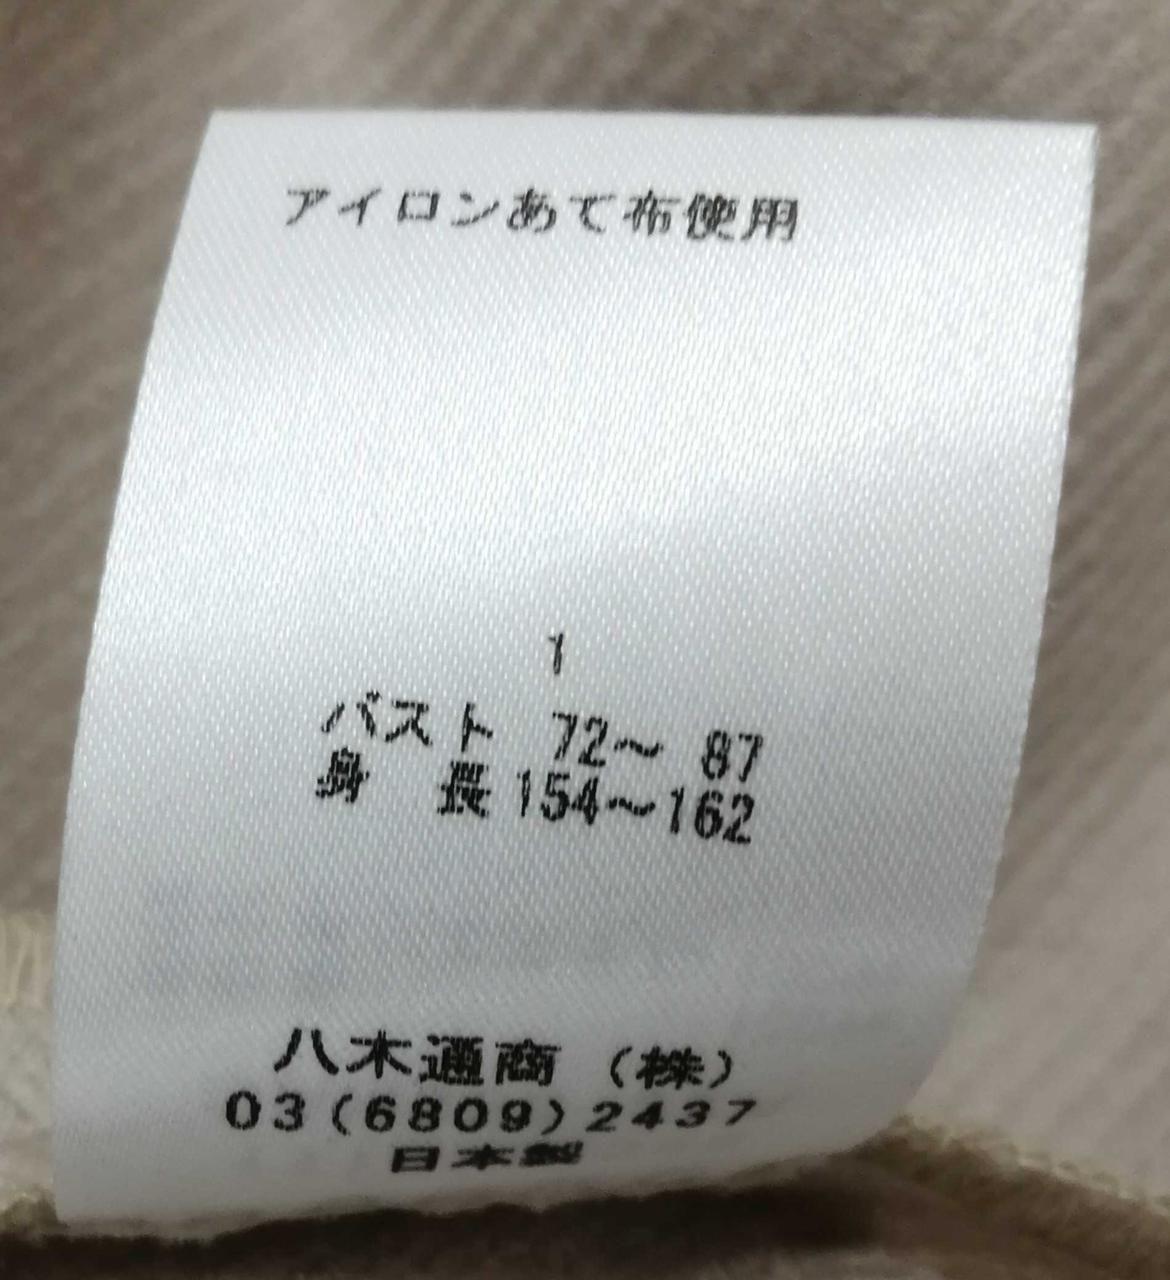 アイロンあて布使用
1
バスト 72～ 87
身 長 154～162
八木通商 (株)
03(6809)2437
日本製